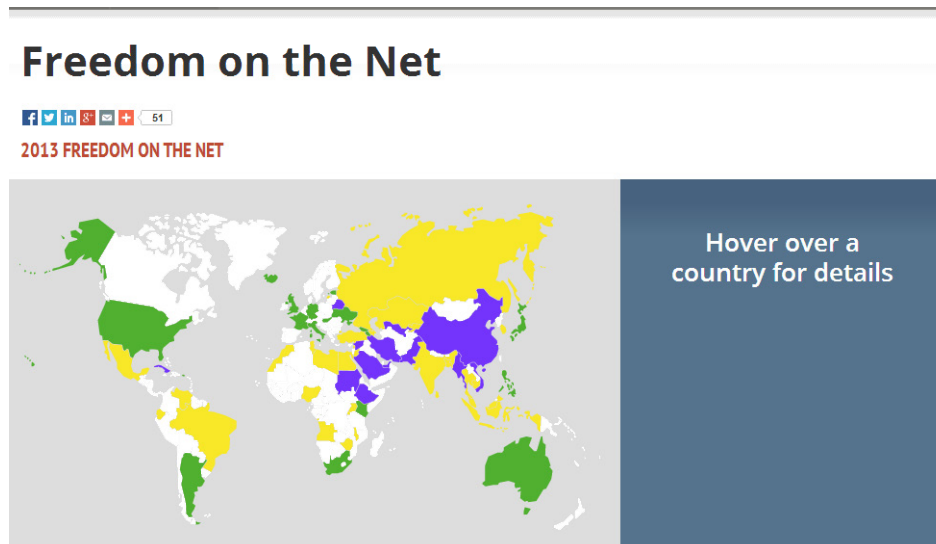 Freedom on the Net
51
2013 FREEDOM ON THE NET
Hover over a
country for details